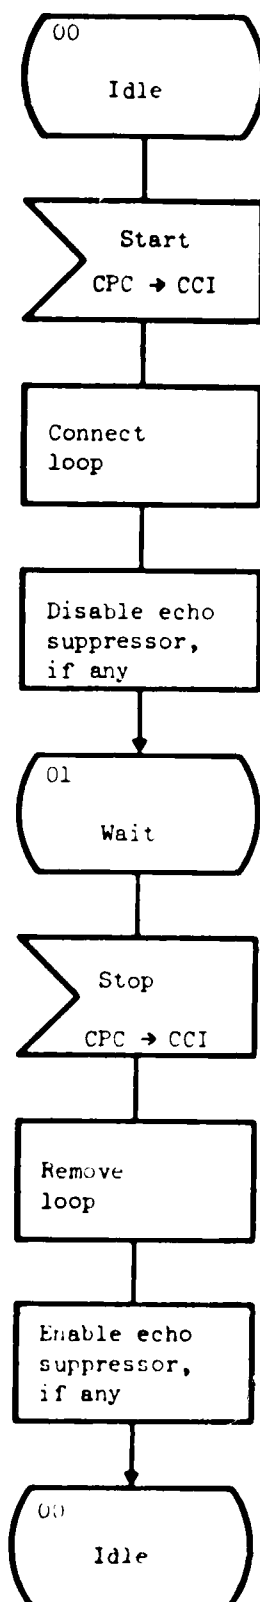 00
Idle
Start
CPC → CCI
Connect
loop
Disable echo
suppressor,
if any
01
Wait
Stop
CPC → CCI
Remove
loop
Enable echo
suppressor,
if any
00
Idle